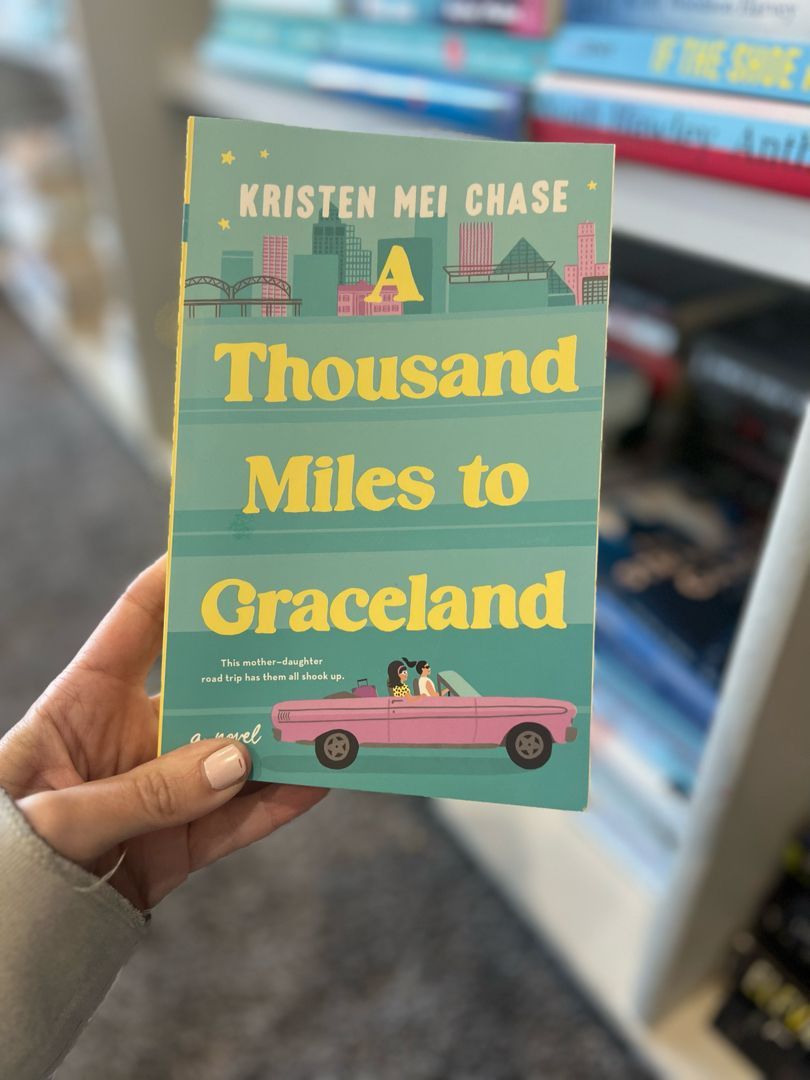 IF THE SHOE
KRISTEN MEI CHASE
A
Thousand
Miles to
Graceland
This mother-daughter
road trip has them all shook up.
a novel